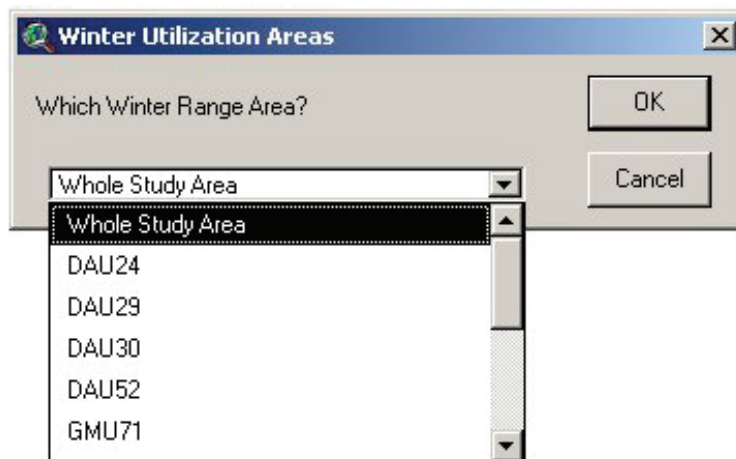 Winter Utilization Areas
Which Winter Range Area?
OK
Whole Study Area
Cancel
Whole Study Area
DAU24
DAU29
DAU30
DAU52
GMU71